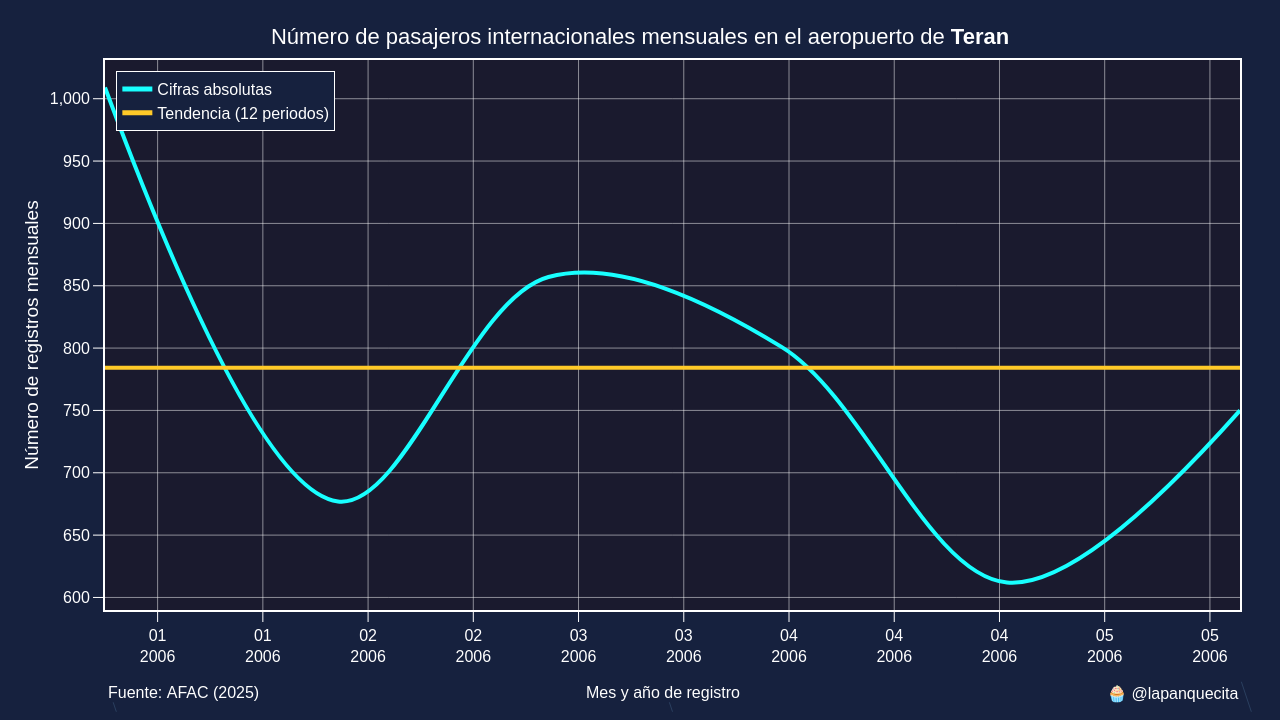 Número de pasajeros internacionales mensuales en el aeropuerto de Teran
Cifras absolutas
Tendencia (12 periodos)
Número de registros mensuales
1,000
950
900
850
800
750
700
650
600
01 01 02 02 03 03 04 04 04 05 05
2006 2006 2006 2006 2006 2006 2006 2006 2006 2006 2006
Fuente: AFAC (2025) Mes y año de registro 🧁 @lapanquecita